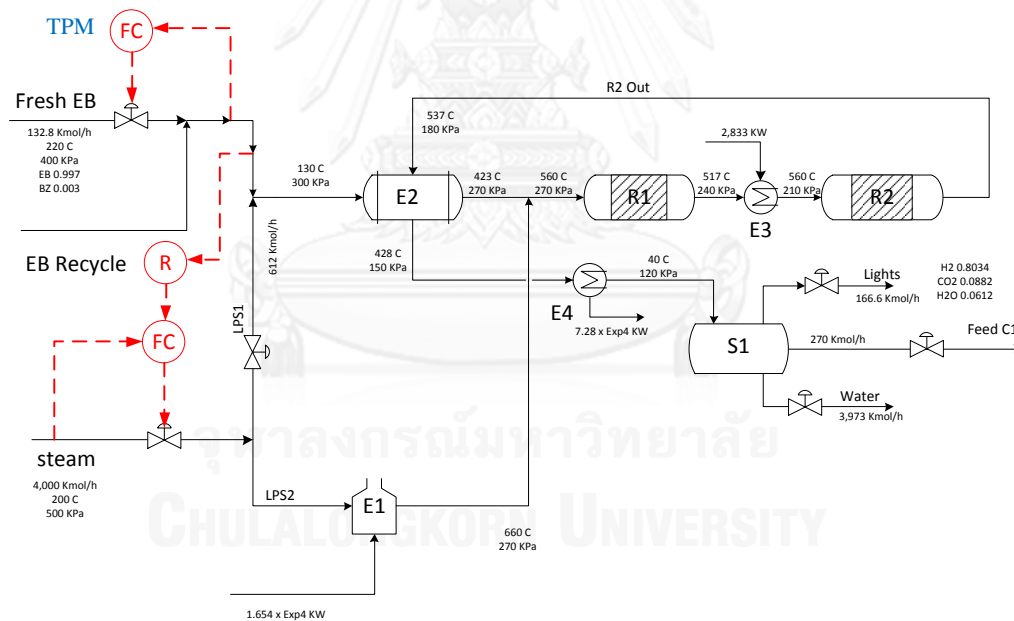 TPM
FC
Fresh EB
132.8 Kmol/h
220 C
400 KPa
EB 0.997
BZ 0.003
R2 Out
537 C
180 KPa
2,833 KW
130 C
300 KPa
E2
423 C
270 KPa
560 C
270 KPa
R1
517 C
240 KPa
E3
560 C
210 KPa
R2
EB Recycle
R
612 Kmol/h
428 C
150 KPa
E4
7.28 x Exp4 KW
40 C
120 KPa
Lights
166.6 Kmol/h
H2 0.8034
CO2 0.0882
H2O 0.0612
FC
LPS1
S1
270 Kmol/h
Feed C1
Water
3,973 Kmol/h
steam
4,000 Kmol/h
200 C
500 KPa
LPS2
E1
660 C
270 KPa
1.654 x Exp4 KW
จุฬาลงกรณ์มหาวิทยาลัย
CHULALONGKORN UNIVERSITY